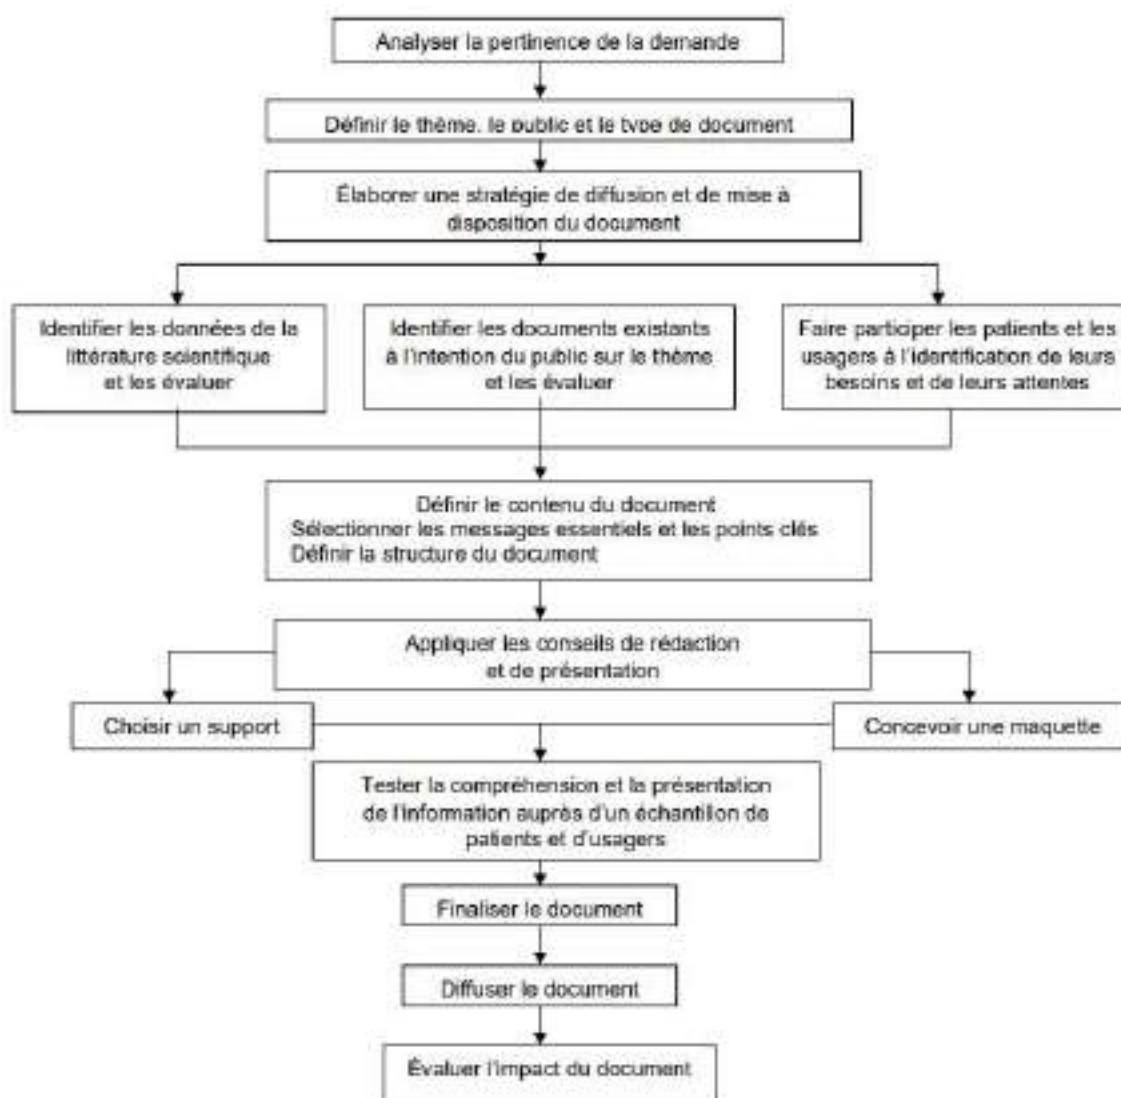 Analyser la pertinence de la demande
Définir le thème, le public et le type de document
Élaborer une stratégie de diffusion et de mise à
disposition du document
Identifier les données de la
littérature scientifique
et les évaluer
Identifier les documents existants
à l'intention du public sur le thème
et les évaluer
Faire participer les patients et les
usagers à l'identification de leurs
besoins et de leurs attentes
Définir le contenu du document
Sélectionner les messages essentiels et les points clés
Définir la structure du document
Appliquer les conseils de rédaction
et de présentation
Choisir un support
Concevoir une maquette
Tester la compréhension et la présentation
de l'information auprès d'un échantillon de
patients et d'usagers
Finaliser le document
Diffuser le document
Évaluer l'impact du document